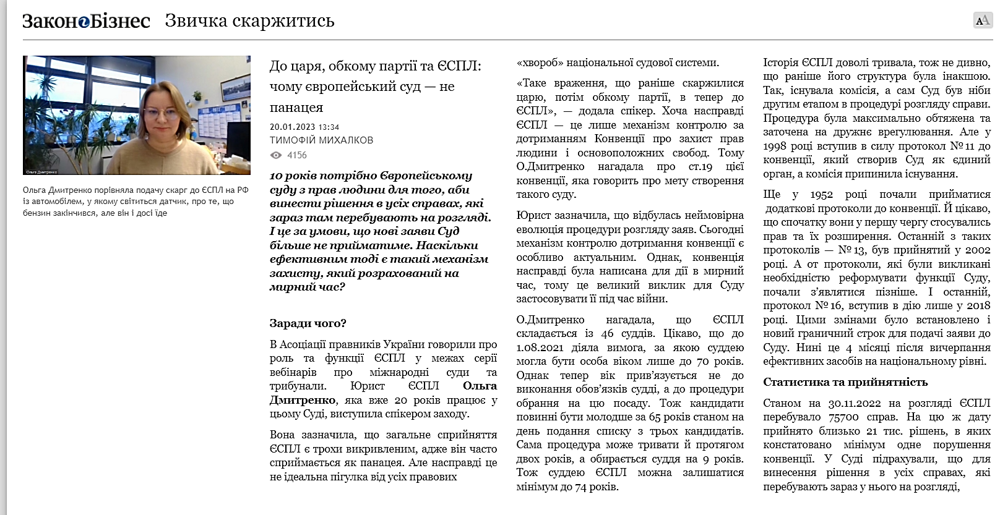 Закон і Бізнес
Звичка скаржитись
АА
Ольга Дмитренко
Ольга Дмитренко порівняла подачу скарг до ЄСПЛ на РФ
із автомобілем, у якому світиться датчик, про те, що
бензин закінчився, але він і досі їде
До царя, обкому партії та ЄСПЛ:
чому європейський суд — не
панацея
20.01.2023 13:34
ТИМОФІЙ МИХАЛКОВ
4156
10 років потрібно Європейському
суду з прав людини для того, аби
винести рішення в усіх справах, які
зараз там перебувають на розгляді.
І це за умови, що нові заяви Суд
більше не прийматиме. Наскільки
ефективним тоді є такий механізм
захисту, який розрахований на
мирний час?
Заради чого?
В Асоціації правників України говорили про
роль та функції ЄСПЛ у межах серії
вебінарів про міжнародні суди та
трибунали. Юрист ЄСПЛ Ольга
Дмитренко, яка вже 20 років працює у
цьому Суді, виступила спікером заходу.
Вона зазначила, що загальне сприйняття
ЄСПЛ є трохи викривленим, адже він часто
сприймається як панацея. Але насправді це
не ідеальна пігулка від усіх правових
«хвороб» національної судової системи.
«Таке враження, що раніше скаржилися
царю, потім обкому партії, в тепер до
ЄСПЛ», — додала спікер. Хоча насправді
ЄСПЛ — це лише механізм контролю за
дотриманням Конвенції про захист прав
людини і основоположних свобод. Тому
О.Дмитренко нагадала про ст.19 цієї
конвенції, яка говорить про мету створення
такого суду.
Юрист зазначила, що відбулась неймовірна
еволюція процедури розгляду заяв. Сьогодні
механізм контролю дотримання конвенції є
особливо актуальним. Однак, конвенція
насправді була написана для дії в мирний
час, тому це великий виклик для Суду
застосовувати її під час війни.
О.Дмитренко нагадала, що ЄСПЛ
складається із 46 суддів. Цікаво, що до
1.08.2021 діяла вимога, за якою суддею
могла бути особа віком лише до 70 років.
Однак тепер вік прив’язується не до
виконання обов’язків судді, а до процедури
обрання на цю посаду. Тож кандидати
повинні бути молодше за 65 років станом на
день подання списку з трьох кандидатів.
Сама процедура може тривати й протягом
двох років, а обирається суддя на 9 років.
Тож суддею ЄСПЛ можна залишатися
мінімум до 74 років.
Історія ЄСПЛ доволі тривала, тож не дивно,
що раніше його структура була інакшою.
Так, існувала комісія, а сам Суд був ніби
другим етапом в процедурі розгляду справи.
Процедура була максимально обтяжена та
заточена на дружнє врегулювання. Але у
1998 році вступив в силу протокол №11 до
конвенції, який створив Суд як єдиний
орган, а комісія припинила існування.
Ще у 1952 році почали прийматися
додаткові протоколи до конвенції. Й цікаво,
що спочатку вони у першу чергу стосувались
прав та їх розширення. Останній з таких
протоколів — №13, був прийнятий у 2002
році. А от протоколи, які були викликані
необхідністю реформувати функції Суду,
почали з’являтися пізніше. І останній,
протокол №16, вступив в дію лише у 2018
році. Цими змінами було встановлено і
новий граничний строк для подачі заяви до
Суду. Нині це 4 місяці після вичерпання
ефективних засобів на національному рівні.
Статистика та прийнятність
Станом на 30.11.2022 на розгляді ЄСПЛ
перебувало 75700 справ. На цю ж дату
прийнято близько 21 тис. рішень, в яких
констатовано мінімум одне порушення
конвенції. У Суді підрахували, що для
винесення рішення в усіх справах, які
перебувають зараз у нього на розгляді,